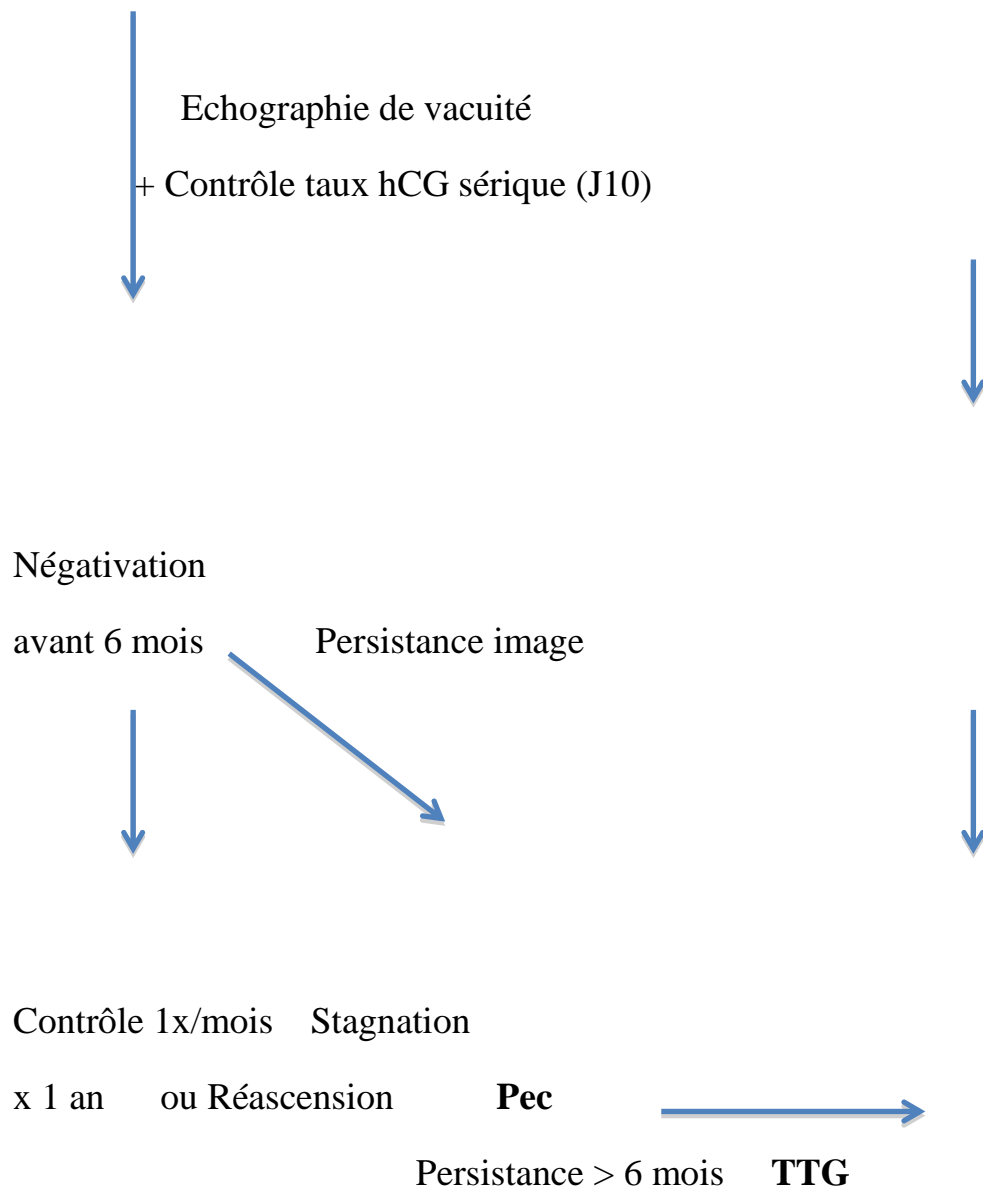 Echographie de vacuité
+ Contrôle taux hCG sérique (J10)
Négativation
avant 6 mois Persistance image
Contrôle 1x/mois Stagnation
x 1 an ou Réascension Pec
Persistance > 6 mois TTG